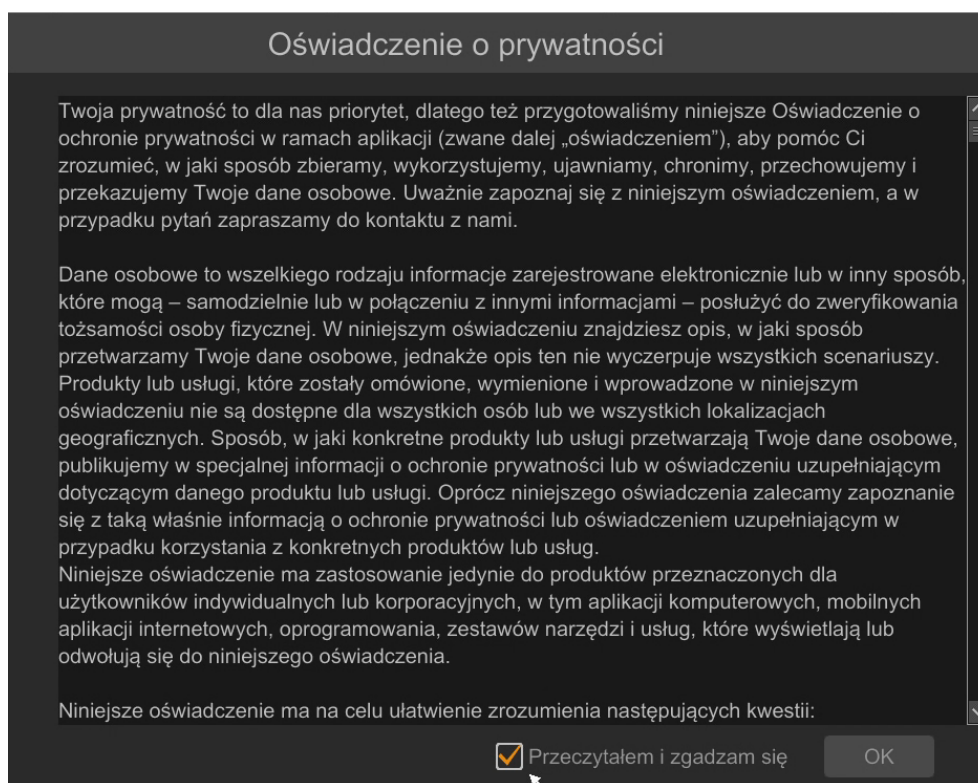 Oświadczenie o prywatności
Twoja prywatność to dla nas priorytet, dlatego też przygotowaliśmy niniejsze Oświadczenie o
ochronie prywatności w ramach aplikacji (zwane dalej „oświadczeniem”), aby pomóc Ci
zrozumieć, w jaki sposób zbieramy, wykorzystujemy, ujawniamy, chronimy, przechowujemy i
przekazujemy Twoje dane osobowe. Uważnie zapoznaj się z niniejszym oświadczeniem, a w
przypadku pytań zapraszamy do kontaktu z nami.
Dane osobowe to wszelkiego rodzaju informacje zarejestrowane elektronicznie lub w inny sposób,
które mogą – samodzielnie lub w połączeniu z innymi informacjami – posłużyć do zweryfikowania
tożsamości osoby fizycznej. W niniejszym oświadczeniu znajdziesz opis, w jaki sposób
przetwarzamy Twoje dane osobowe, jednakże opis ten nie wyczerpuje wszystkich scenariuszy.
Produkty lub usługi, które zostały omówione, wymienione i wprowadzone w niniejszym
oświadczeniu nie są dostępne dla wszystkich osób lub we wszystkich lokalizacjach
geograficznych. Sposób, w jaki konkretne produkty lub usługi przetwarzają Twoje dane osobowe,
publikujemy w specjalnej informacji o ochronie prywatności lub w oświadczeniu uzupełniającym
dotyczącym danego produktu lub usługi. Oprócz niniejszego oświadczenia zalecamy zapoznanie
się z taką właśnie informacją o ochronie prywatności lub oświadczeniem uzupełniającym w
przypadku korzystania z konkretnych produktów lub usług.
Niniejsze oświadczenie ma zastosowanie jedynie do produktów przeznaczonych dla
użytkowników indywidualnych lub korporacyjnych, w tym aplikacji komputerowych, mobilnych
aplikacji internetowych, oprogramowania, zestawów narzędzi i usług, które wyświetlają lub
odwołują się do niniejszego oświadczenia.
Niniejsze oświadczenie ma na celu ułatwienie zrozumienia następujących kwestii:
Przeczytałem i zgadzam się
OK